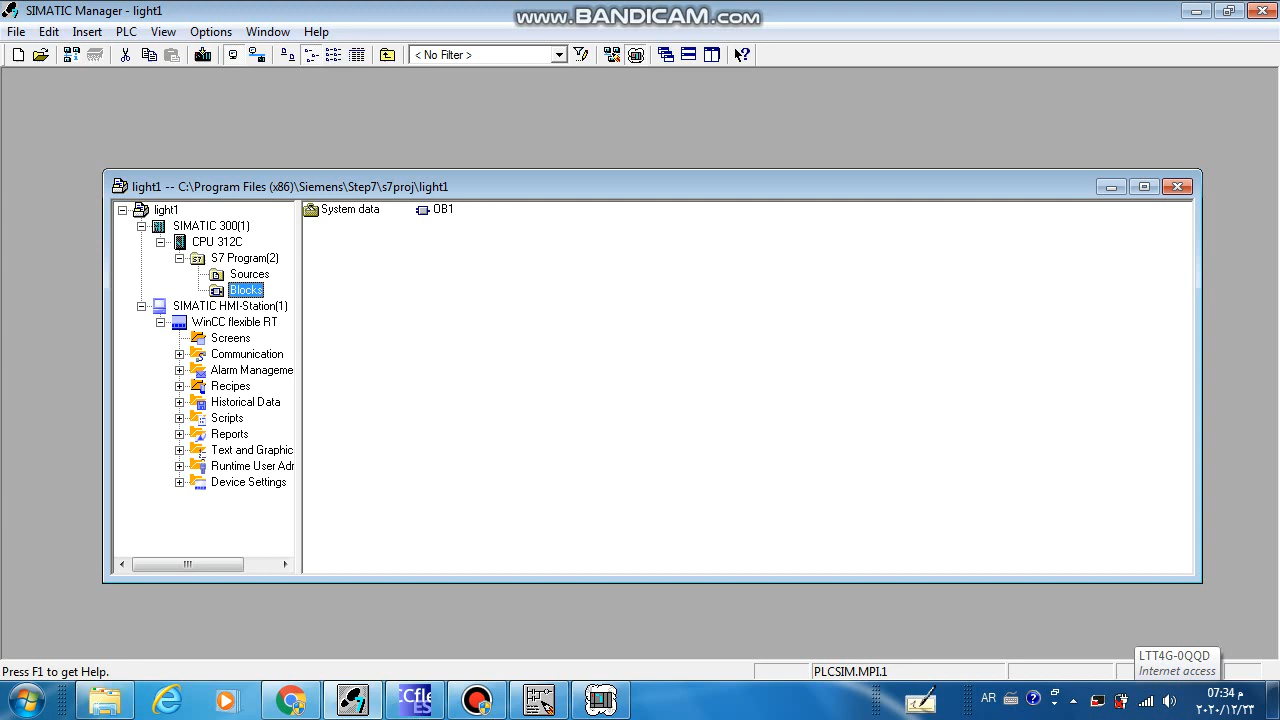 SIMATIC Manager - light1
www.BANDICAM.com
File Edit Insert PLC View Options Window Help
< No Filter >
light1 -- C:\Program Files (x86)\Siemens\Step7\s7proj\light1
light1
System data OB1
SIMATIC 300(1)
CPU 312C
S7 Program(2)
Sources
Blocks
SIMATIC HMI-Station(1)
WinCC flexible RT
Screens
Communication
Alarm Manageme
Recipes
Historical Data
Scripts
Reports
Text and Graphic
Runtime User Adr
Device Settings
LTT4G-0QQD
Internet access
Press F1 to get Help.
PLCSIM.MPI.1
AR
07:34 م
٢٠٢٠/١٢/٢٣